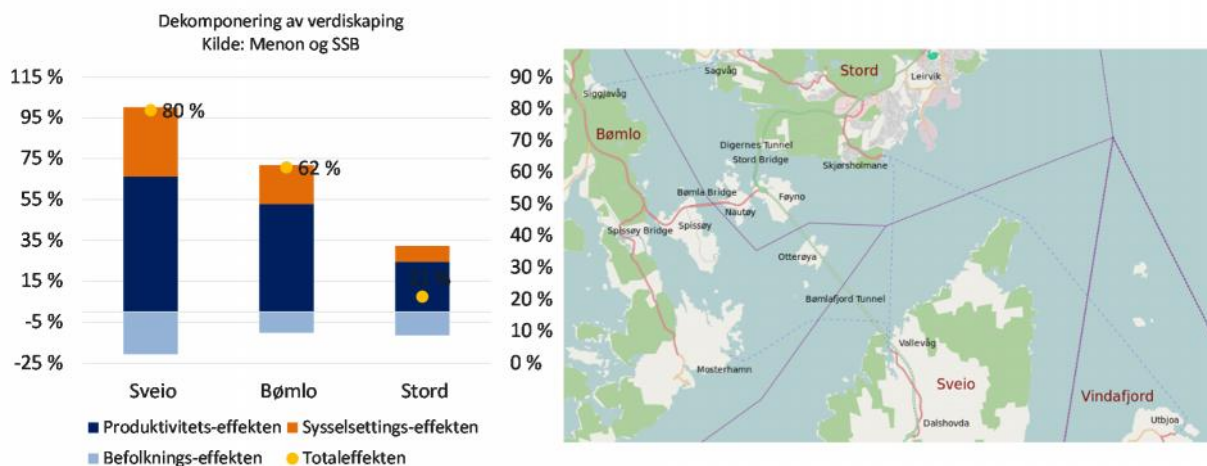 Dekomponering av verdiskaping
Kilde: Menon og SSB
115 %
95 %
75 %
55 %
35 %
15 %
-5 %
-25 %
80 %
62 %
90 %
80 %
70 %
60 %
50 %
40 %
30 %
20 %
10 %
0 %
Sveio
Bømlo
Stord
Produktivitets-effekten
Sysselsettings-effekten
Befolknings-effekten
Totaleffekten
Sagvåg
Stord
Leirvik
Siggjavåg
Bømlo
Digernes Tunnel
Stord Bridge
Skjørsholmane
Bømla Bridge
Føyno
Nautøy
Spissøy Bridge
Spissøy
Otterøya
Bømlafjord Tunnel
Vallevåg
Mosterhamn
Sveio
Vindafjord
Dalshovda
Utbjoa